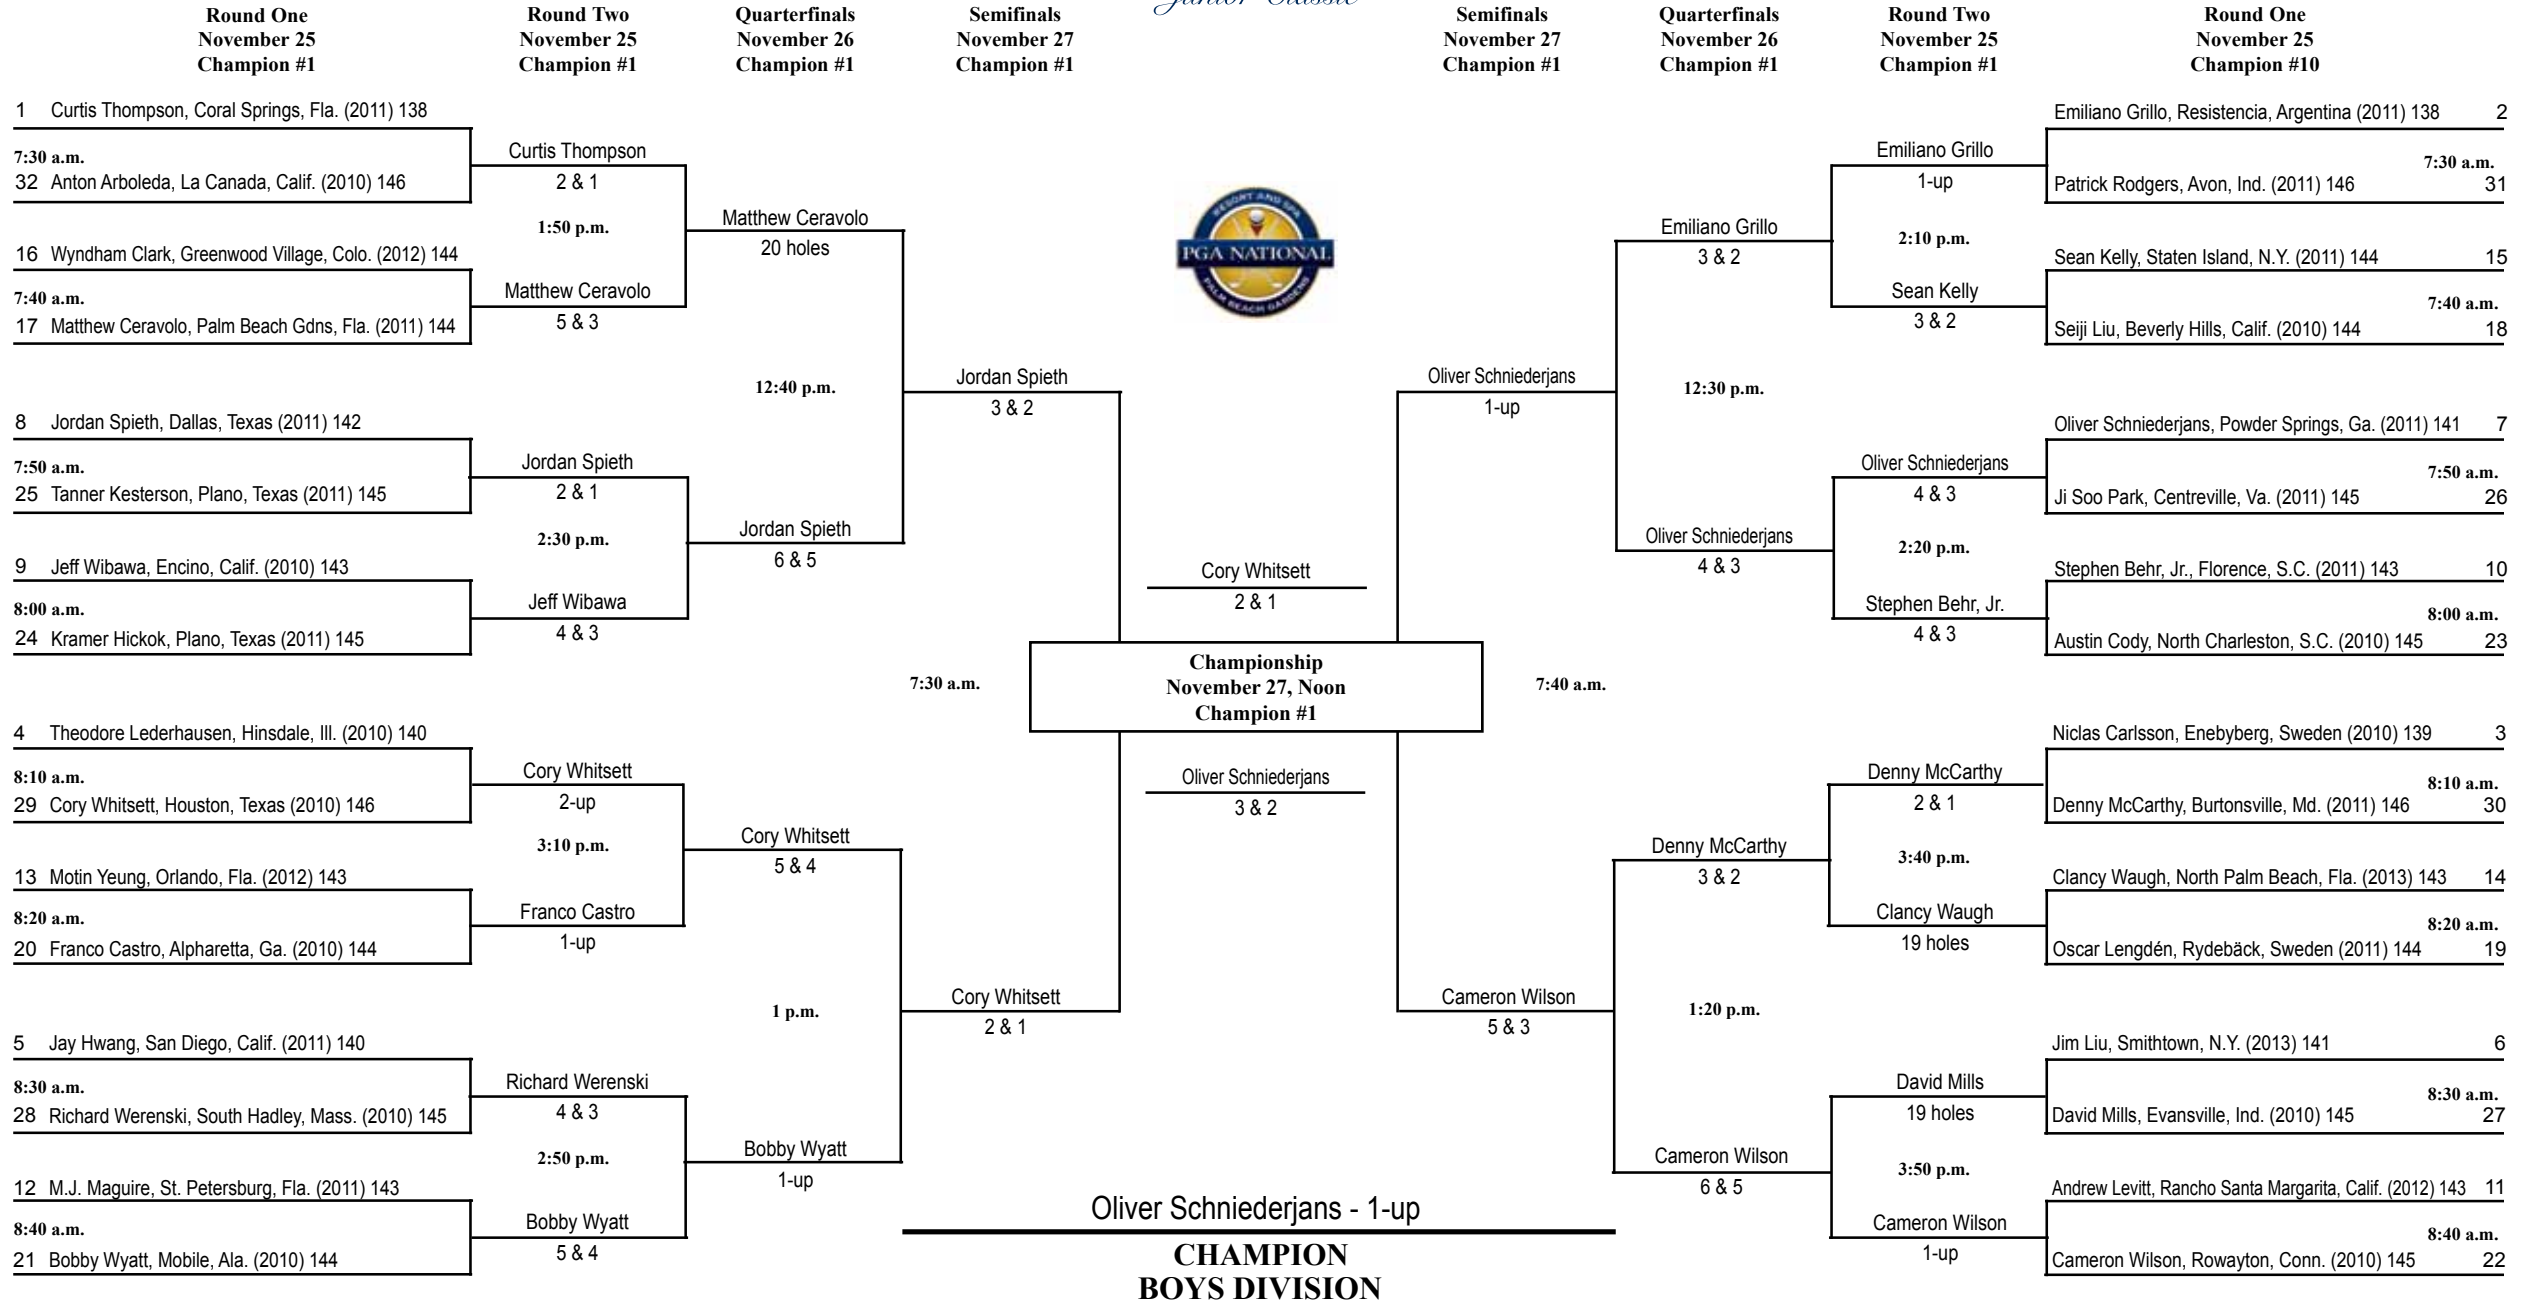 Junior Classic
Round One
November 25
Champion #1
Round Two
November 25
Champion #1
Quarterfinals
November 26
Champion #1
Semifinals
November 27
Champion #1
Semifinals
November 27
Champion #1
Quarterfinals
November 26
Champion #1
Round Two
November 25
Champion #1
Round One
November 25
Champion #10
1 Curtis Thompson, Coral Springs, Fla. (2011) 138
7:30 a.m.
32 Anton Arboleda, La Canada, Calif. (2010) 146
16 Wyndham Clark, Greenwood Village, Colo. (2012) 144
7:40 a.m.
17 Matthew Ceravolo, Palm Beach Gdns, Fla. (2011) 144
8 Jordan Spieth, Dallas, Texas (2011) 142
7:50 a.m.
25 Tanner Kesterson, Plano, Texas (2011) 145
9 Jeff Wibawa, Encino, Calif. (2010) 143
8:00 a.m.
24 Kramer Hickok, Plano, Texas (2011) 145
4 Theodore Lederhausen, Hinsdale, Ill. (2010) 140
8:10 a.m.
29 Cory Whitsett, Houston, Texas (2010) 146
13 Motin Yeung, Orlando, Fla. (2012) 143
8:20 a.m.
20 Franco Castro, Alpharetta, Ga. (2010) 144
5 Jay Hwang, San Diego, Calif. (2011) 140
8:30 a.m.
28 Richard Werenski, South Hadley, Mass. (2010) 145
12 M.J. Maguire, St. Petersburg, Fla. (2011) 143
8:40 a.m.
21 Bobby Wyatt, Mobile, Ala. (2010) 144
Curtis Thompson
2 & 1
1:50 p.m.
Matthew Ceravolo
5 & 3
Jordan Spieth
2 & 1
2:30 p.m.
Jeff Wibawa
4 & 3
Cory Whitsett
2-up
3:10 p.m.
Franco Castro
1-up
Richard Werenski
4 & 3
2:50 p.m.
Bobby Wyatt
5 & 4
Matthew Ceravolo
20 holes
12:40 p.m.
Jordan Spieth
6 & 5
Cory Whitsett
5 & 4
1 p.m.
Bobby Wyatt
1-up
Jordan Spieth
3 & 2
7:30 a.m.
Cory Whitsett
2 & 1
RESORT AND SPA
PGA NATIONAL
PALM BEACH GARDENS
Cory Whitsett
2 & 1
Championship
November 27, Noon
Champion #1
Oliver Schniederjans
3 & 2
Oliver Schniederjans - 1-up
CHAMPION
BOYS DIVISION
Oliver Schniederjans
1-up
7:40 a.m.
Cameron Wilson
5 & 3
Emiliano Grillo
3 & 2
12:30 p.m.
Oliver Schniederjans
4 & 3
Denny McCarthy
3 & 2
1:20 p.m.
Cameron Wilson
6 & 5
Emiliano Grillo
1-up
2:10 p.m.
Sean Kelly
3 & 2
Oliver Schniederjans
4 & 3
2:20 p.m.
Stephen Behr, Jr.
4 & 3
Denny McCarthy
2 & 1
3:40 p.m.
Clancy Waugh
19 holes
David Mills
19 holes
3:50 p.m.
Cameron Wilson
1-up
Emiliano Grillo, Resistencia, Argentina (2011) 138 2
7:30 a.m.
Patrick Rodgers, Avon, Ind. (2011) 146 31
Sean Kelly, Staten Island, N.Y. (2011) 144 15
7:40 a.m.
Seiji Liu, Beverly Hills, Calif. (2010) 144 18
Oliver Schniederjans, Powder Springs, Ga. (2011) 141 7
7:50 a.m.
Ji Soo Park, Centreville, Va. (2011) 145 26
Stephen Behr, Jr., Florence, S.C. (2011) 143 10
8:00 a.m.
Austin Cody, North Charleston, S.C. (2010) 145 23
Niclas Carlsson, Enebyberg, Sweden (2010) 139 3
8:10 a.m.
Denny McCarthy, Burtonsville, Md. (2011) 146 30
Clancy Waugh, North Palm Beach, Fla. (2013) 143 14
8:20 a.m.
Oscar Lengdén, Rydebäck, Sweden (2011) 144 19
Jim Liu, Smithtown, N.Y. (2013) 141 6
8:30 a.m.
David Mills, Evansville, Ind. (2010) 145 27
Andrew Levitt, Rancho Santa Margarita, Calif. (2012) 143 11
8:40 a.m.
Cameron Wilson, Rowayton, Conn. (2010) 145 22